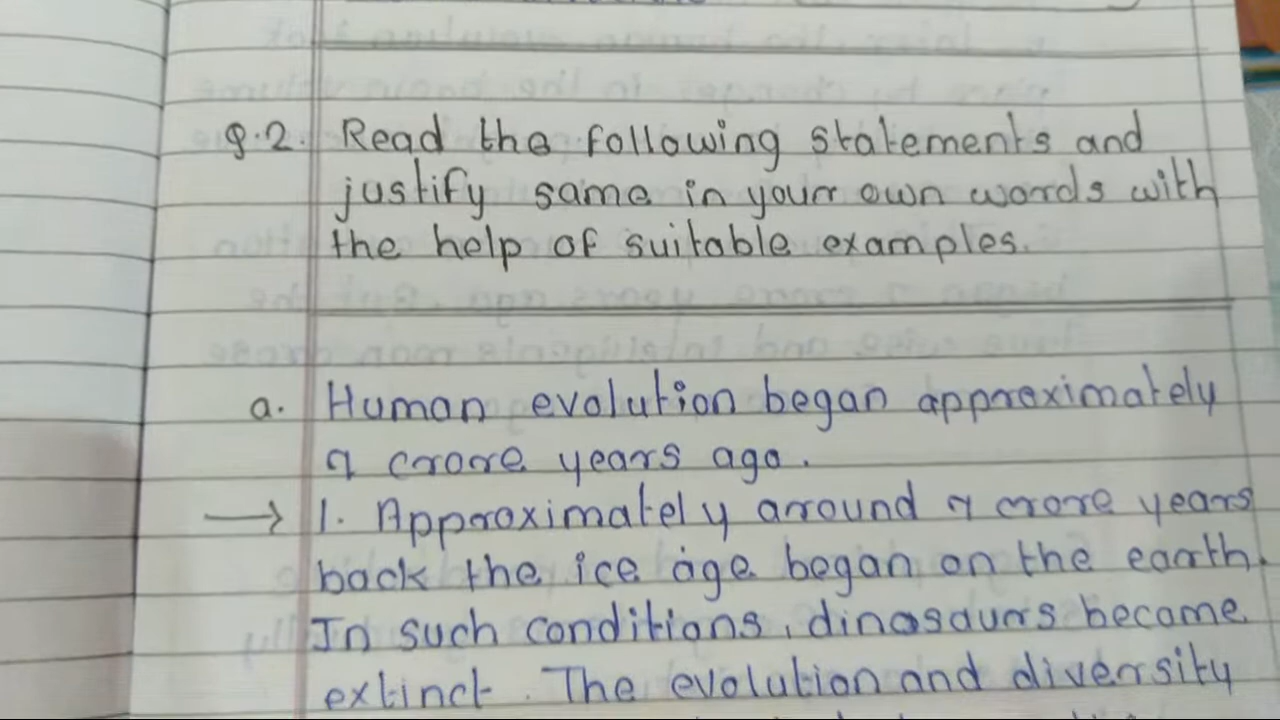 Q.2. Read the following statements and
justify same in your own words with
the help of suitable examples.
a. Human evolution began approximately
7 crore years ago.
→ 1. Approximately around 7 crore years
back the ice age began on the earth.
In such conditions, dinosaurs become
extinct. The evolution and diversity